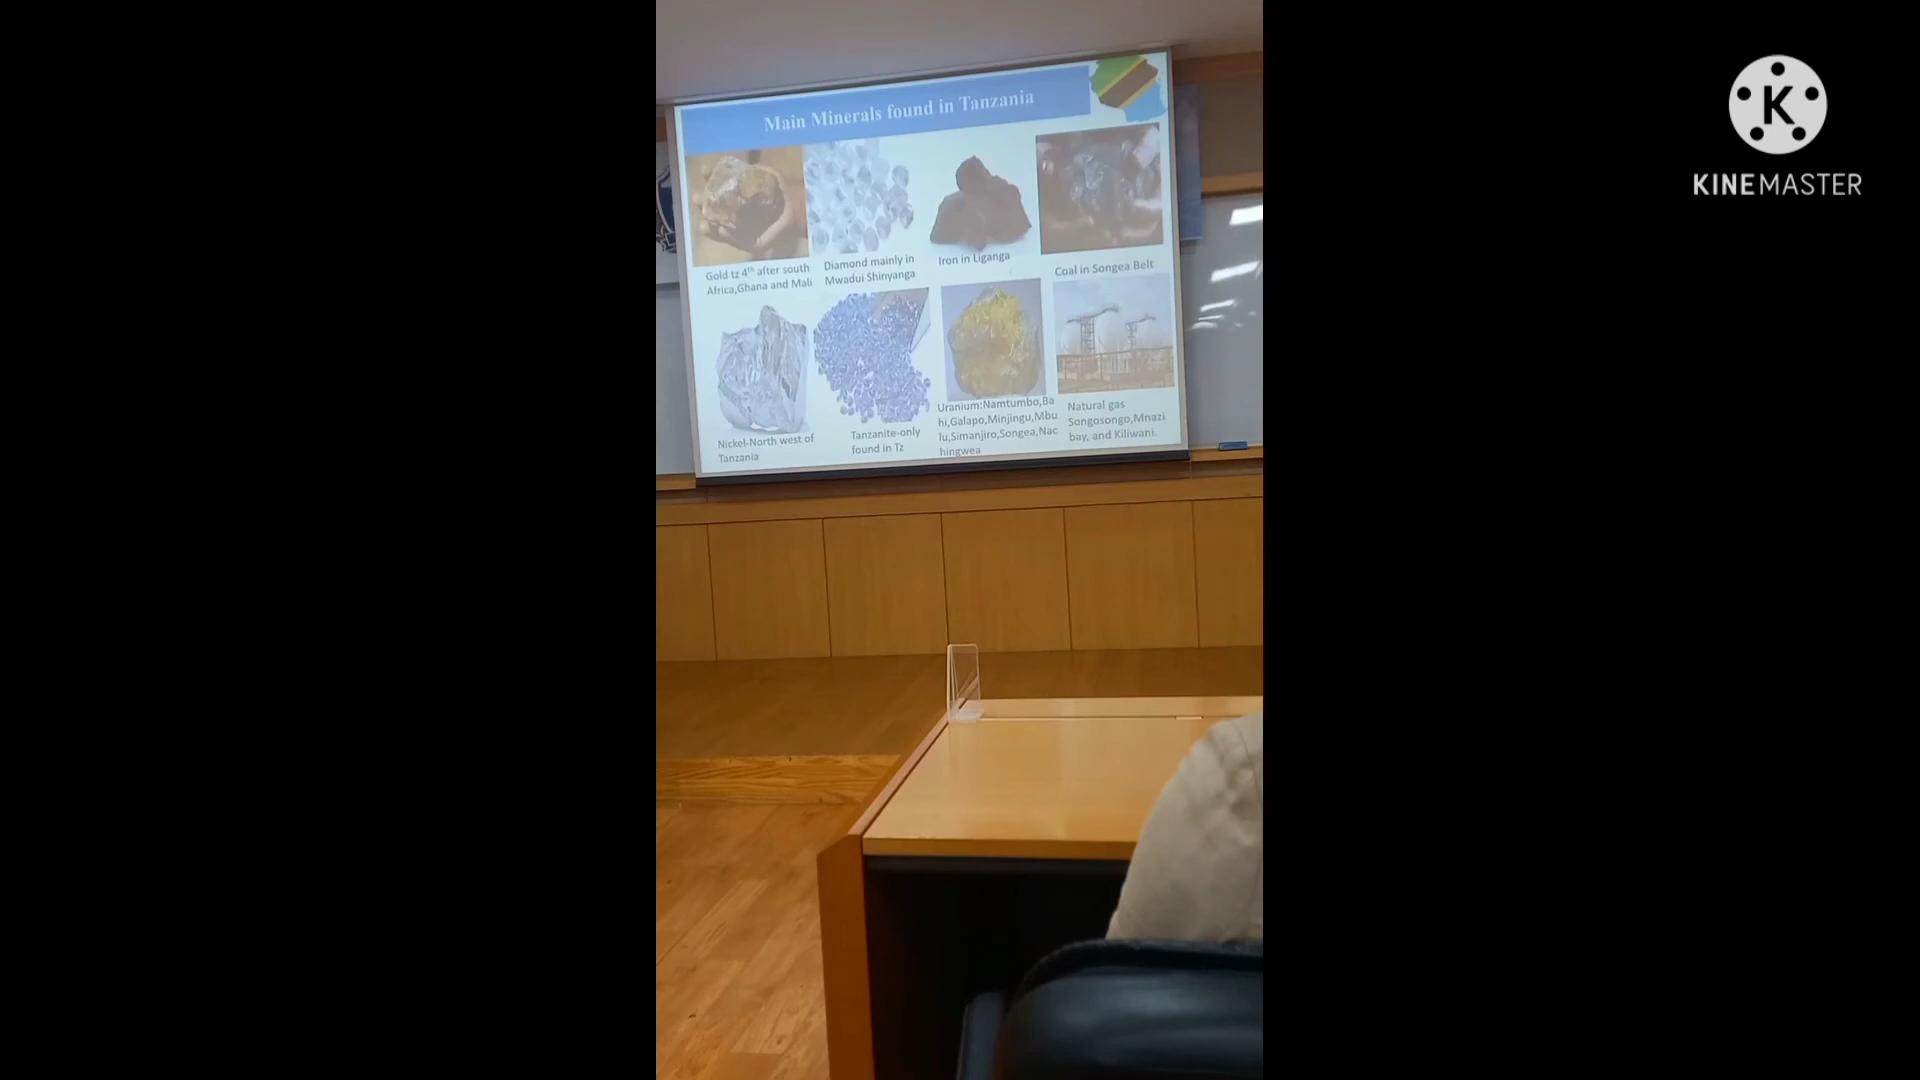 Main Minerals found in Tanzania
Gold tz 4th after south
Africa,Ghana and Mali
Diamond mainly in
Mwadui Shinyanga
Iron in Liganga
Coal in Songea Belt
Nickel-North west of
Tanzania
Tanzanite-only
found in Tz
Uranium:Namtumbo,Ba
hi,Galapo,Minjingu,Mbu
lu,Simanjiro,Songea,Nac
hingwea
Natural gas
Songosongo,Mnazi
bay, and Kiliwani.
K
KINEMASTER